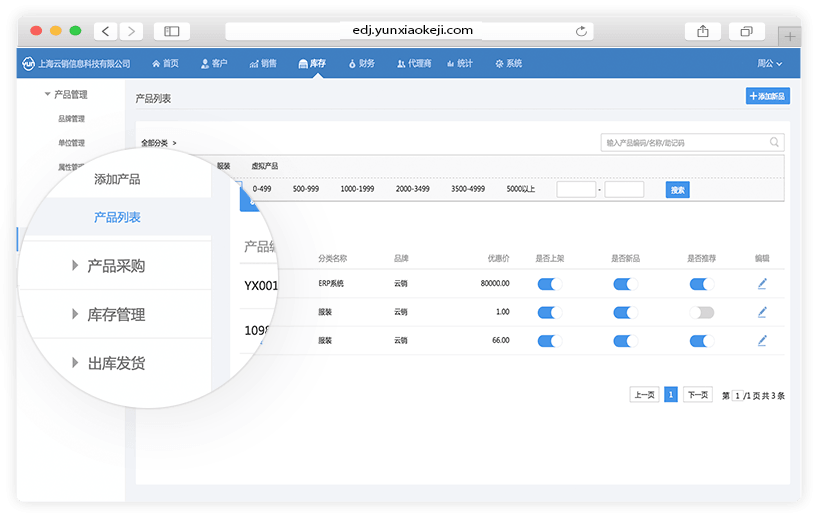 edj.yunxiaokeji.com
上海云销信息科技有限公司 首页 客户 销售 库存 财务 代理商 统计 系统 周公
产品管理
品牌管理
单位管理
添加产品
产品列表
产品采购
库存管理
出库发货
产品列表
+添加新品
全部分类 >
输入产品编码/名称/助记码
服装 虚拟产品
0-499 500-999 1000-1999 2000-3499 3500-4999 5000以上 - 搜索
分类名称 品牌 优惠价 是否上架 是否新品 是否推荐 编辑
YX001 ERP系统 云销 80000.00
服装 云销 1.00
1098 服装 云销 66.00
上一页 1 下一页 第 1 /1 页 共 3 条